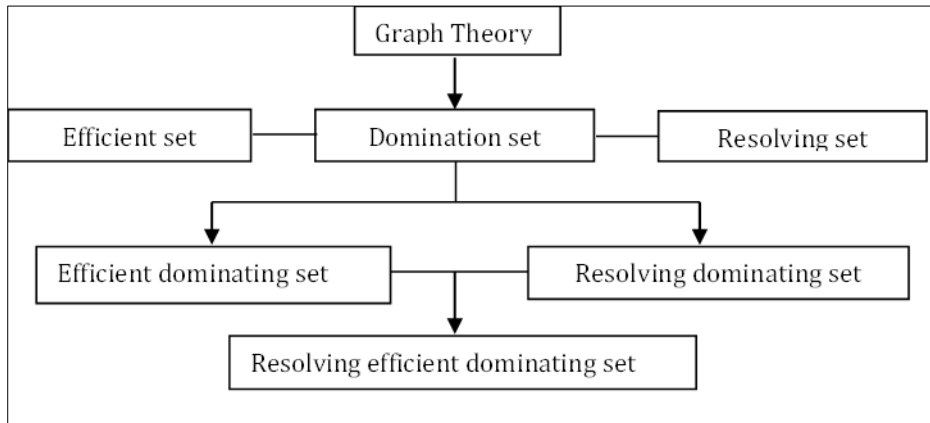 Graph Theory
Efficient set
Domination set
Resolving set
Efficient dominating set
Resolving dominating set
Resolving efficient dominating set